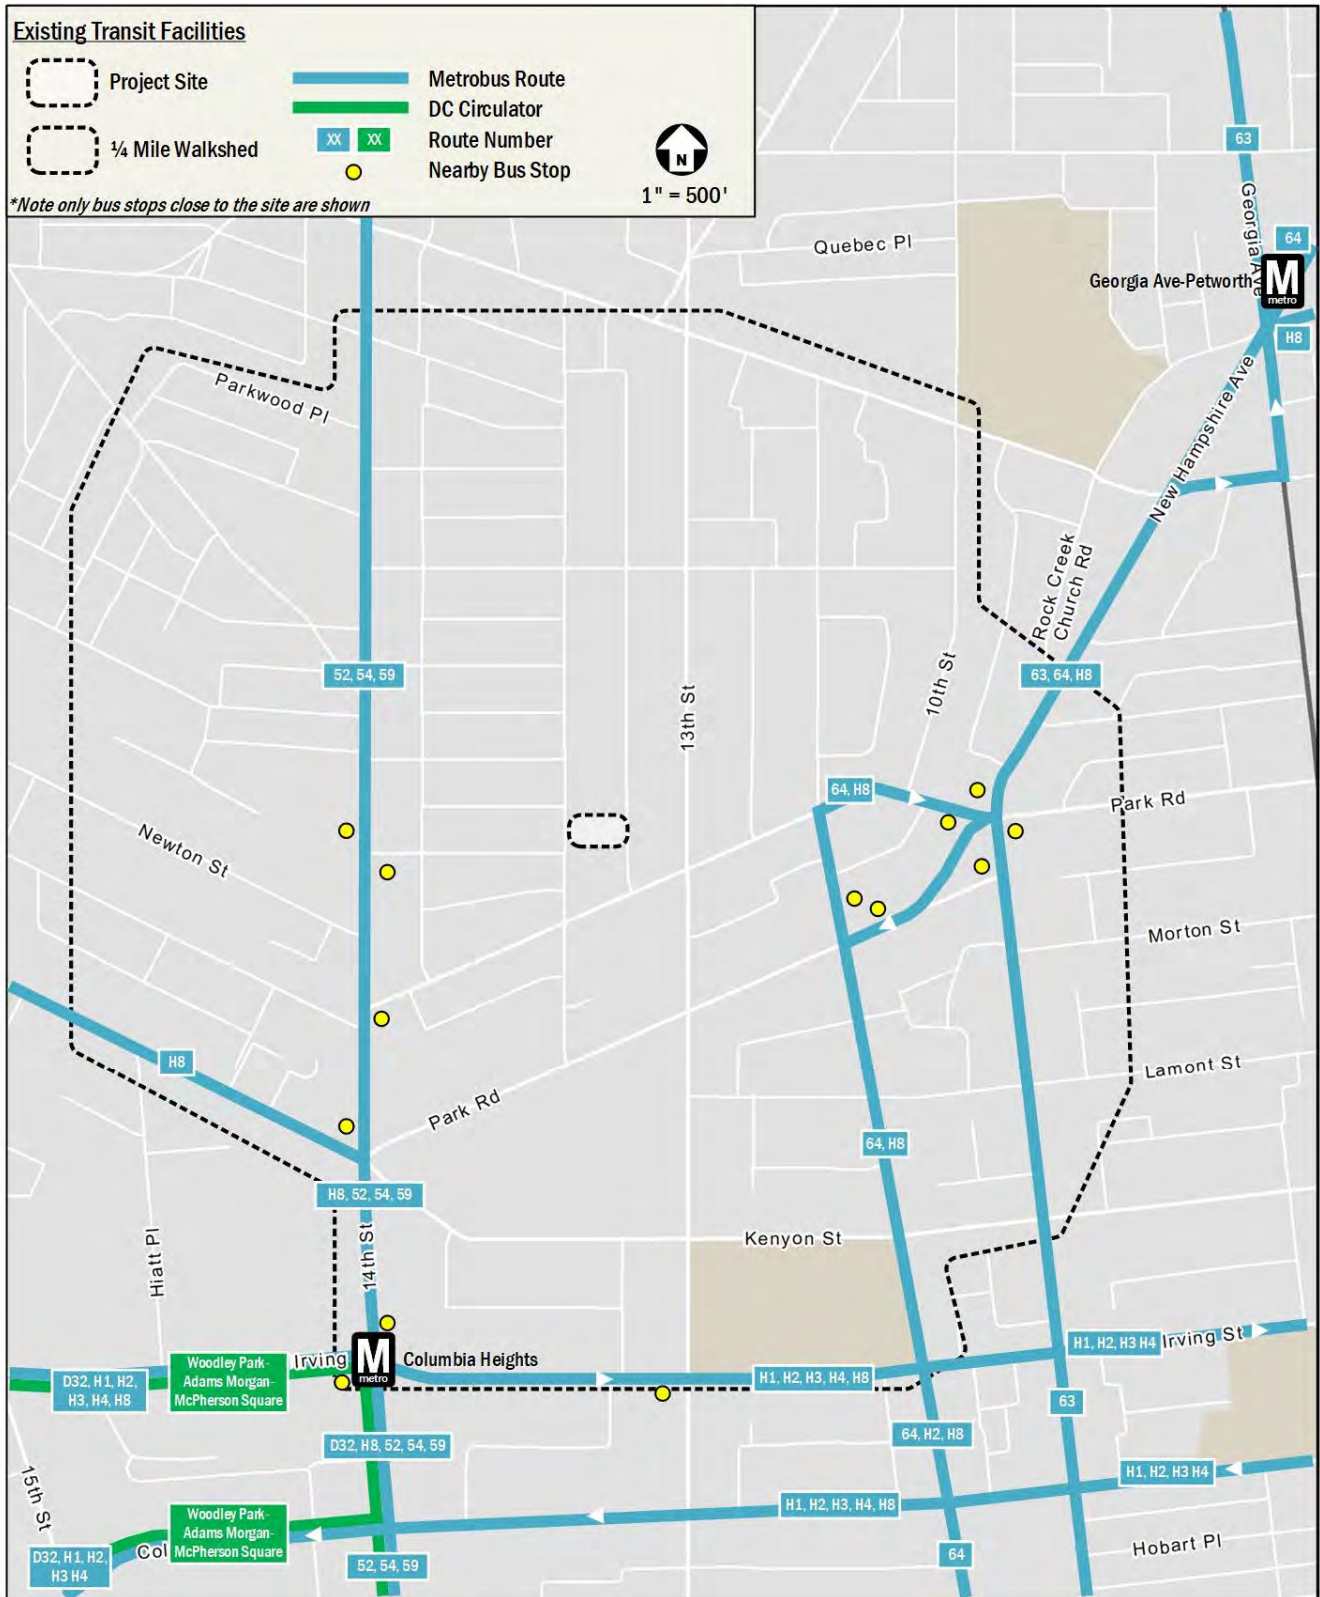 Existing Transit Facilities
Project Site
Metrobus Route
DC Circulator
XX XX Route Number
¼ Mile Walkshed
Nearby Bus Stop
N
1" = 500'
*Note only bus stops close to the site are shown
63
Georgia Ave
64
Quebec Pl
Georgia Ave-Petworth
M
metro
H8
Parkwood Pl
New Hampshire Ave
Rock Creek
Church Rd
52, 54, 59
10th St
63, 64, H8
13th St
64, H8
Park Rd
Newton St
Morton St
H8
Lamont St
Park Rd
64, H8
H8, 52, 54, 59
14th St
Hiatt Pl
Kenyon St
Irving
M
metro
Columbia Heights
H1, H2, H3 H4
Irving St
Woodley Park-
Adams Morgan-
McPherson Square
D32, H1, H2,
H3, H4, H8
H1, H2, H3, H4, H8
63
D32, H8, 52, 54, 59
64, H2, H8
15th St
H1, H2, H3 H4
H1, H2, H3, H4, H8
Woodley Park-
Adams Morgan-
McPherson Square
Col
D32, H1, H2,
H3 H4
52, 54, 59
64
Hobart Pl